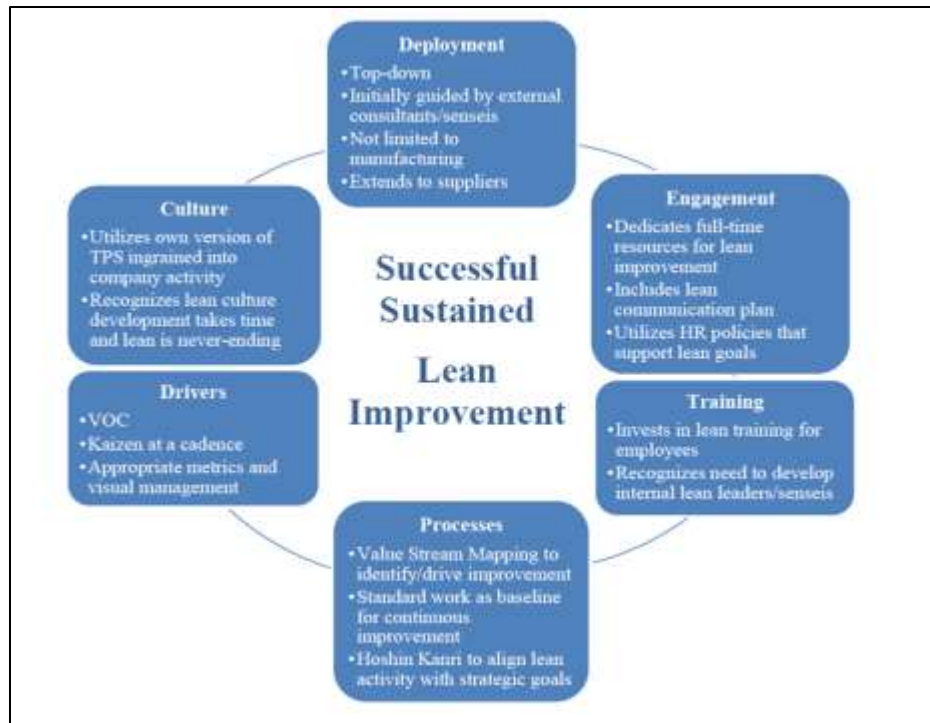 Deployment
•Top-down
•Initially guided by external
consultants/senseis
•Not limited to
manufacturing
•Extends to suppliers
Engagement
•Dedicates full-time
resources for lean
improvement
•Includes lean
communication plan
•Utilizes HR policies that
support lean goals
Training
•Invests in lean training for
employees
•Recognizes need to develop
internal lean leaders/senseis
Processes
•Value Stream Mapping to
identify/drive improvement
•Standard work as baseline
for continuous
improvement
•Hoshin Kanri to align lean
activity with strategic goals
Drivers
•VOC
•Kaizen at a cadence
•Appropriate metrics and
visual management
Culture
•Utilizes own version of
TPS ingrained into
company activity
•Recognizes lean culture
development takes time
and lean is never-ending
Successful
Sustained
Lean
Improvement